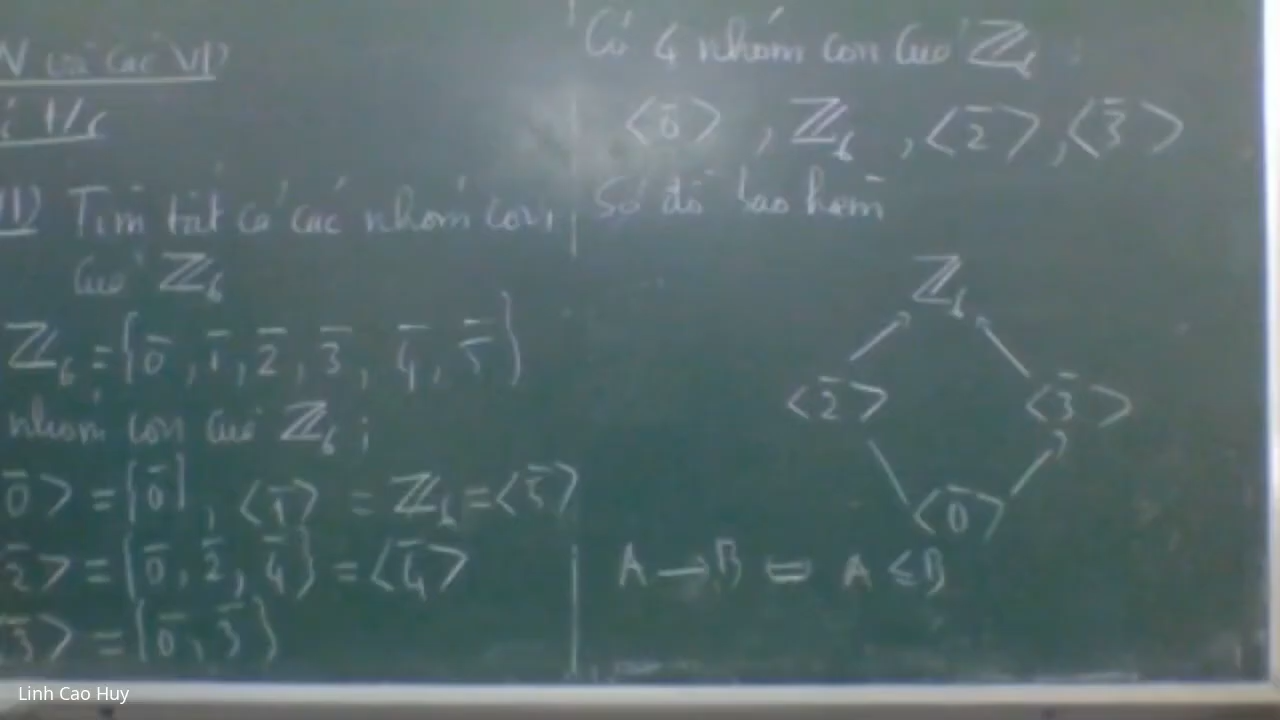 N và các VD
1/6
11) Tìm tất cả các nhóm con
của ℤ₆
ℤ₆ = {0̄, 1̄, 2̄, 3̄, 4̄, 5̄}
nhóm con của ℤ₆ ;
0̄> = {0̄}, <1̄> = ℤ₆ = <5̄>
2̄> = {0̄, 2̄, 4̄} = <4̄>
3̄> = {0̄, 3̄}
Có 4 nhóm con của ℤ₆ :
<0̄>, ℤ₆, <2̄>, <3̄>
Sơ đồ bao hàm
ℤ₆
<2̄> <3̄>
<0̄>
A → B ⇔ A ≤ B
Linh Cao Huy